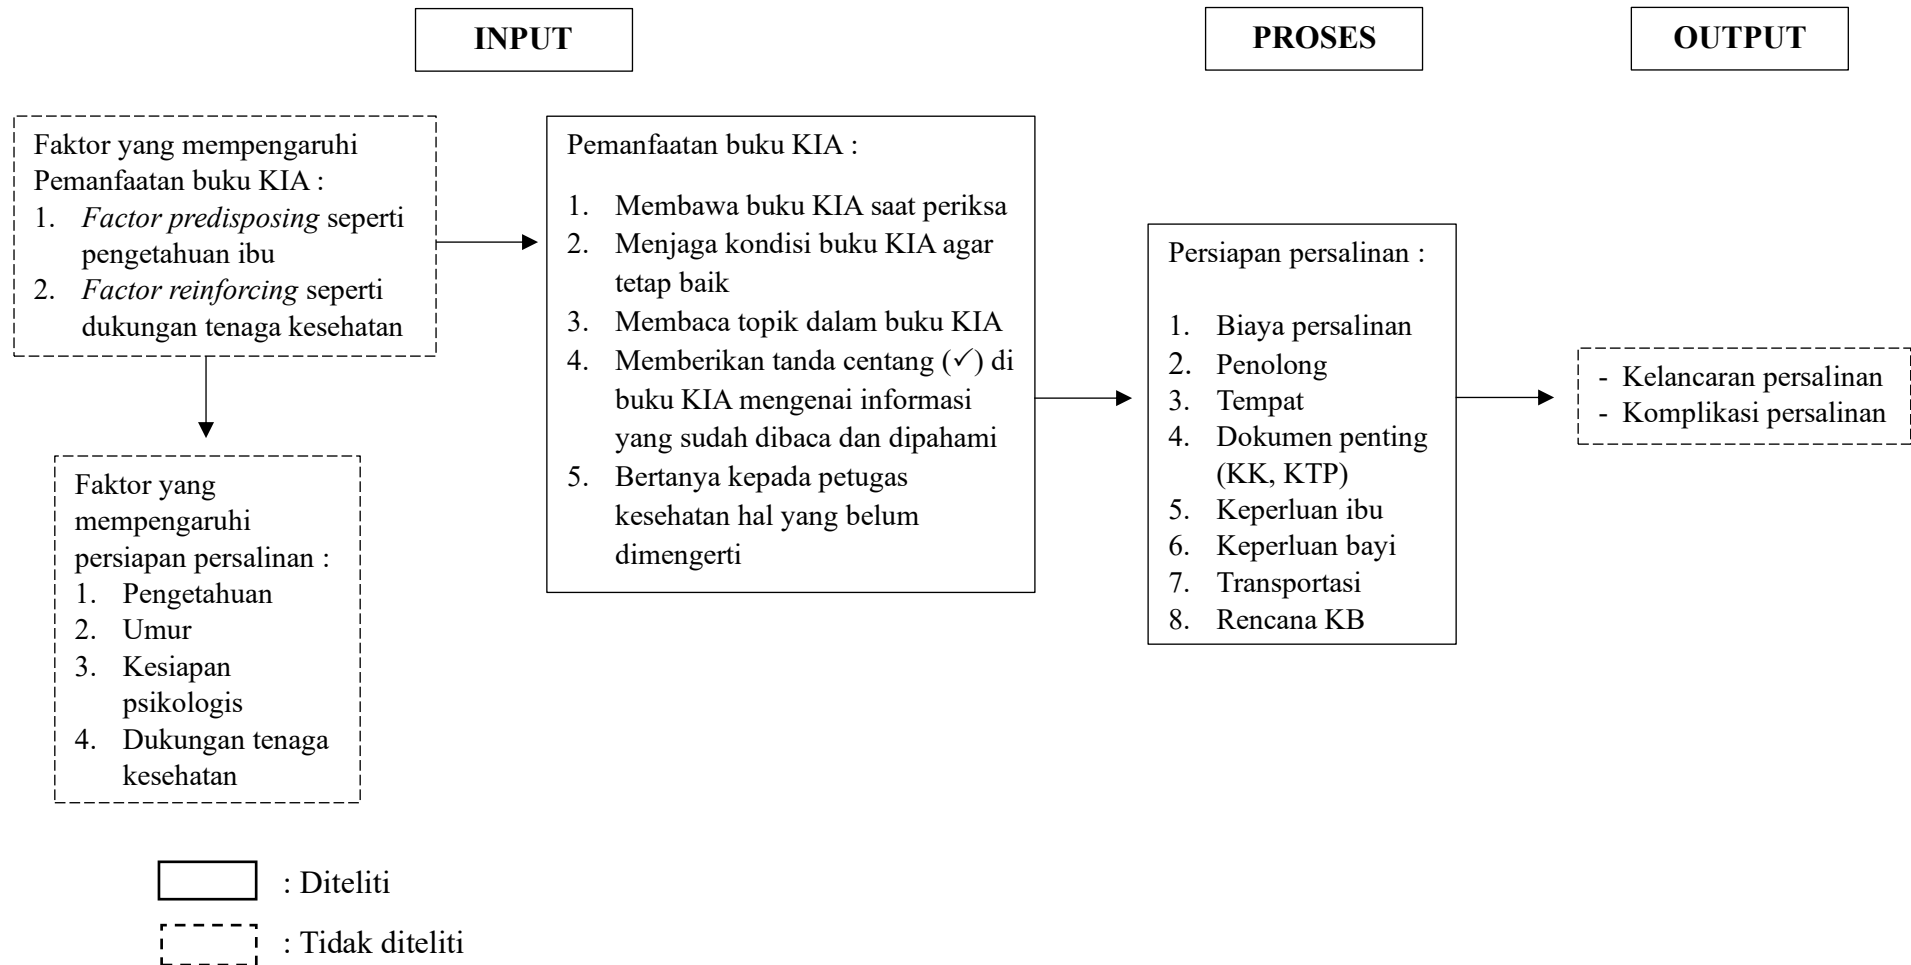 INPUT
PROSES
OUTPUT
Faktor yang mempengaruhi
Pemanfaatan buku KIA :
1. Factor predisposing seperti
pengetahuan ibu
2. Factor reinforcing seperti
dukungan tenaga kesehatan
Faktor yang
mempengaruhi
persiapan persalinan :
1. Pengetahuan
2. Umur
3. Kesiapan
psikologis
4. Dukungan tenaga
kesehatan
Pemanfaatan buku KIA :
1. Membawa buku KIA saat periksa
2. Menjaga kondisi buku KIA agar
tetap baik
3. Membaca topik dalam buku KIA
4. Memberikan tanda centang (✓) di
buku KIA mengenai informasi
yang sudah dibaca dan dipahami
5. Bertanya kepada petugas
kesehatan hal yang belum
dimengerti
Persiapan persalinan :
1. Biaya persalinan
2. Penolong
3. Tempat
4. Dokumen penting
(KK, KTP)
5. Keperluan ibu
6. Keperluan bayi
7. Transportasi
8. Rencana KB
- Kelancaran persalinan
- Komplikasi persalinan
: Diteliti
: Tidak diteliti